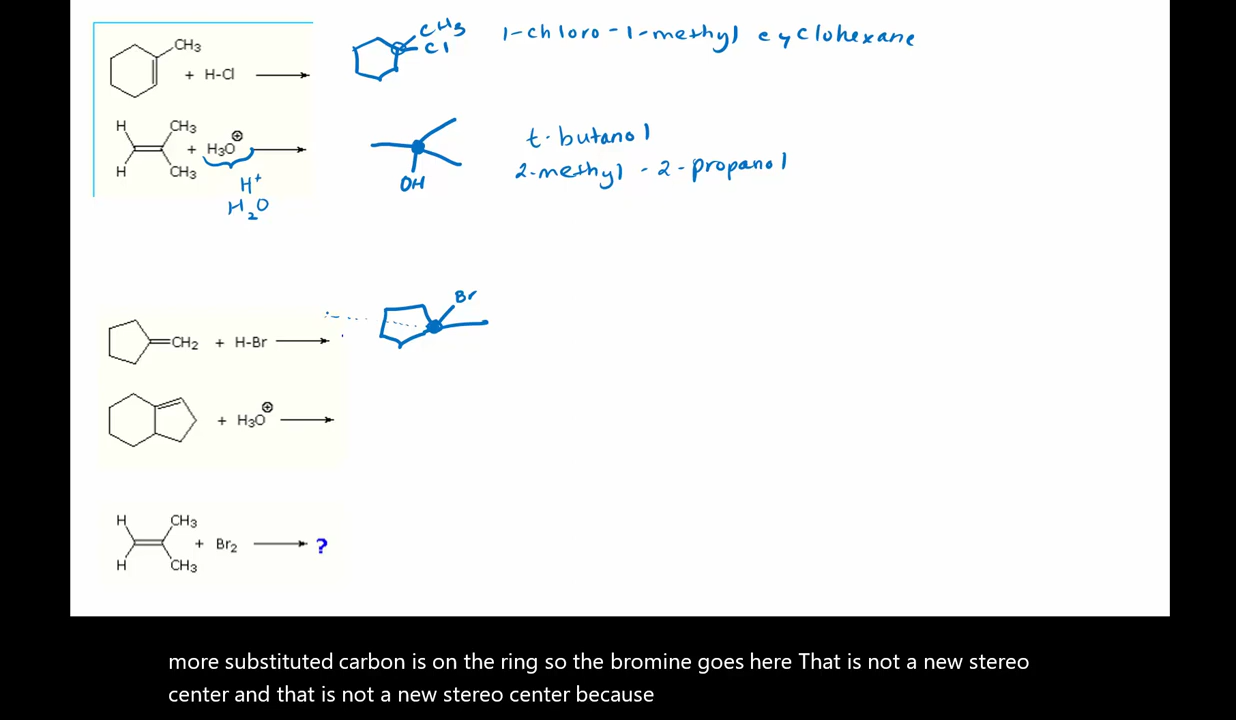 CH3
+ H-Cl
CH3
Cl
1-chloro-1-methyl cyclohexane
H CH3
+ H3O ⊕
H CH3
H+
H2O
OH
t-butanol
2-methyl-2-propanol
=CH2 + H-Br
Br
+ H3O ⊕
H CH3
+ Br2 ?
H CH3
more substituted carbon is on the ring so the bromine goes here That is not a new stereo
center and that is not a new stereo center because